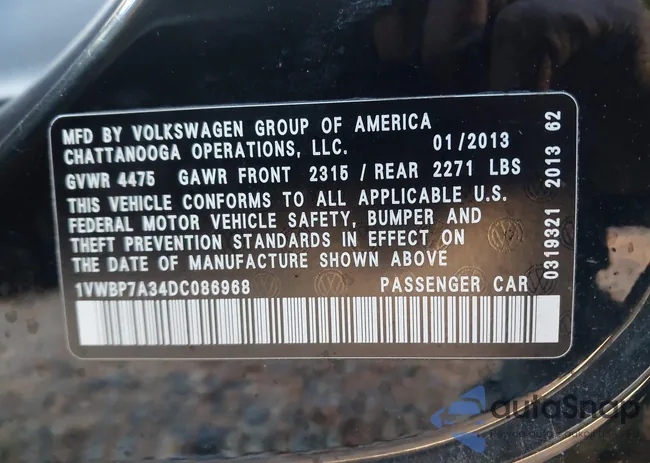 MFD BY VOLKSWAGEN GROUP OF AMERICA
CHATTANOOGA OPERATIONS, LLC. 01/2013
GVWR 4475 GAWR FRONT 2315 / REAR 2271 LBS
THIS VEHICLE CONFORMS TO ALL APPLICABLE U.S.
FEDERAL MOTOR VEHICLE SAFETY, BUMPER AND
THEFT PREVENTION STANDARDS IN EFFECT ON
THE DATE OF MANUFACTURE SHOWN ABOVE
1VWBP7A34DC086968 PASSENGER CAR
0319321 2013 62
autoSnap